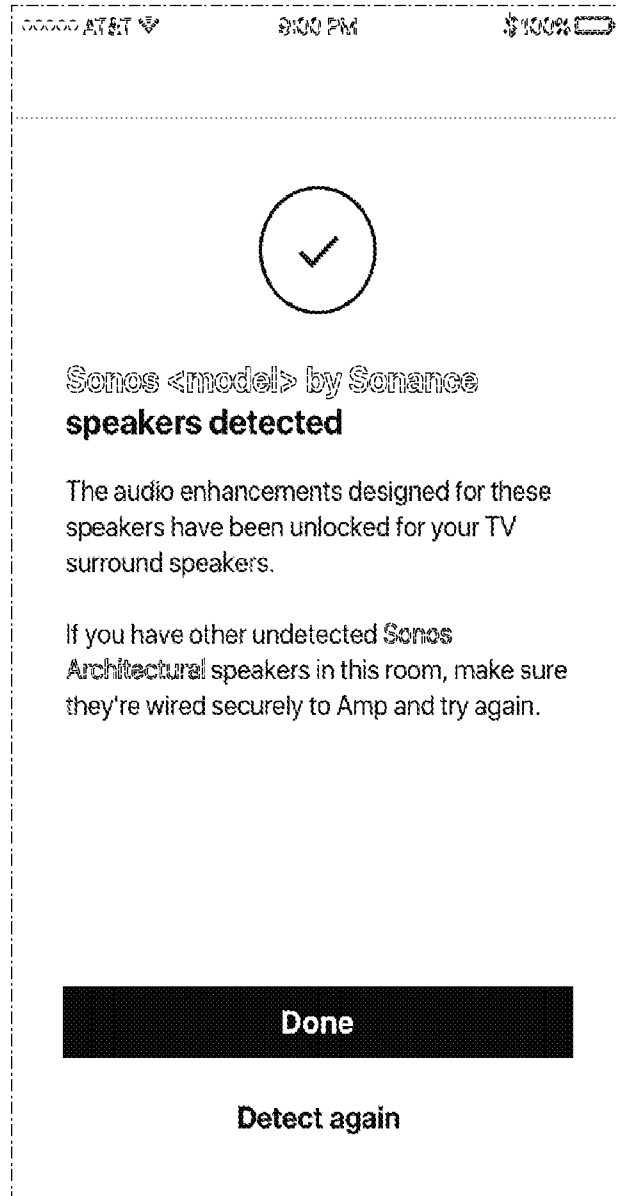 AT&T 9:00 PM 100%
Sonos <model> by Sonance
speakers detected
The audio enhancements designed for these
speakers have been unlocked for your TV
surround speakers.
If you have other undetected Sonos
Architectural speakers in this room, make sure
they're wired securely to Amp and try again.
Done
Detect again